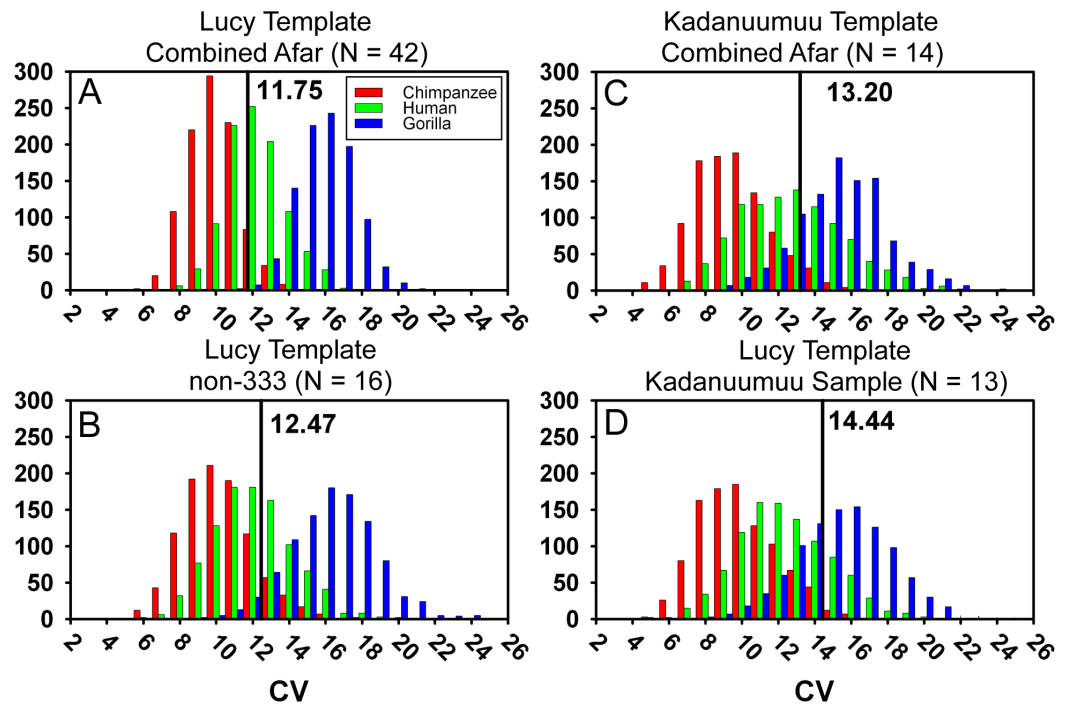 Lucy Template
Combined Afar (N = 42)
A
11.75
Chimpanzee
Human
Gorilla
300
250
200
150
100
50
0
2 4 6 8 10 12 14 16 18 20 22 24 26
Kadanuumuu Template
Combined Afar (N = 14)
C
13.20
300
250
200
150
100
50
0
2 4 6 8 10 12 14 16 18 20 22 24 26
Lucy Template
non-333 (N = 16)
B
12.47
300
250
200
150
100
50
0
2 4 6 8 10 12 14 16 18 20 22 24 26
CV
Lucy Template
Kadanuumuu Sample (N = 13)
D
14.44
300
250
200
150
100
50
0
2 4 6 8 10 12 14 16 18 20 22 24 26
CV